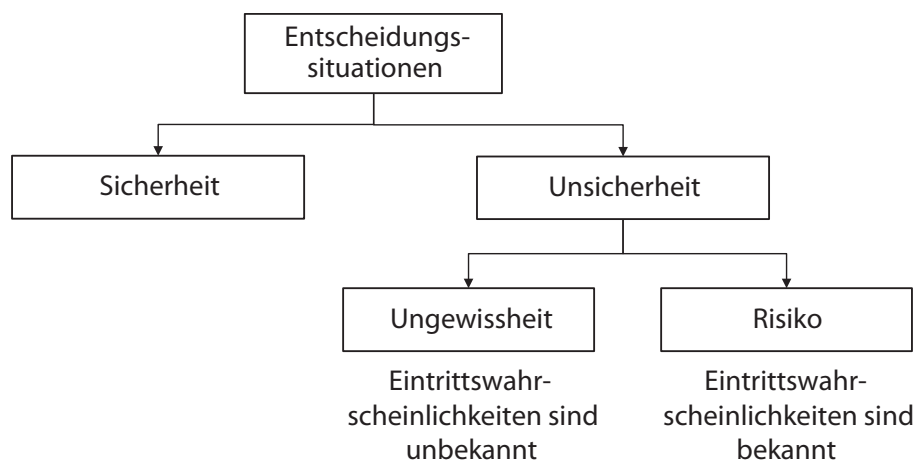 Entscheidungs-
situationen
Sicherheit
Unsicherheit
Ungewissheit
Risiko
Eintrittswahr-
scheinlichkeiten sind
unbekannt
Eintrittswahr-
scheinlichkeiten sind
bekannt